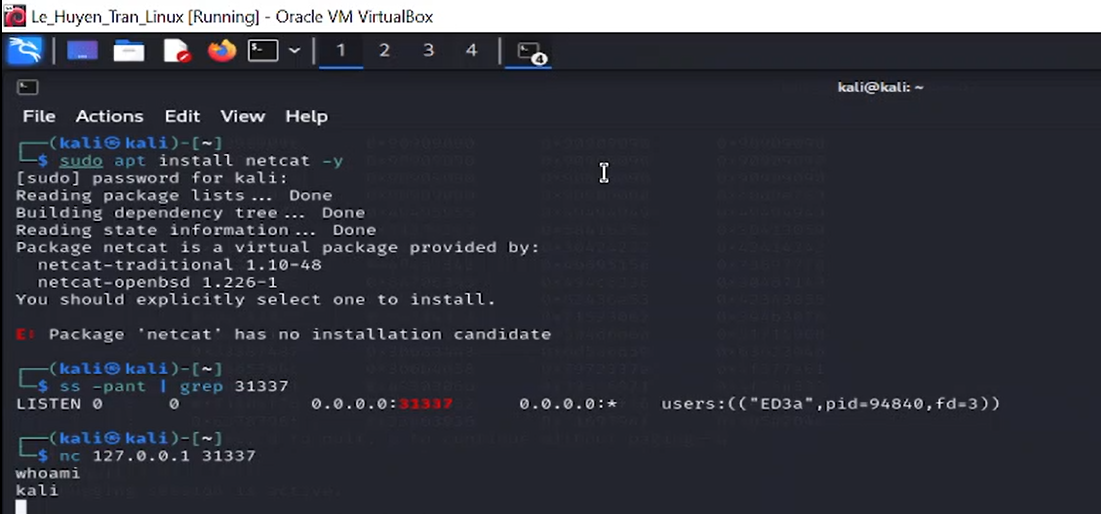 Le_Huyen_Tran_Linux [Running] - Oracle VM VirtualBox
1 2 3 4 4
kali@kali: ~
File Actions Edit View Help
┌──(kali㉿kali)-[~]
└─$ sudo apt install netcat -y
[sudo] password for kali:
Reading package lists... Done
Building dependency tree... Done
Reading state information... Done
Package netcat is a virtual package provided by:
  netcat-traditional 1.10-48
  netcat-openbsd 1.226-1
You should explicitly select one to install.
E: Package 'netcat' has no installation candidate
┌──(kali㉿kali)-[~]
└─$ ss -pant | grep 31337
LISTEN 0      0            0.0.0.0:31337      0.0.0.0:*    users:(("ED3a",pid=94840,fd=3))
┌──(kali㉿kali)-[~]
└─$ nc 127.0.0.1 31337
whoami
kali